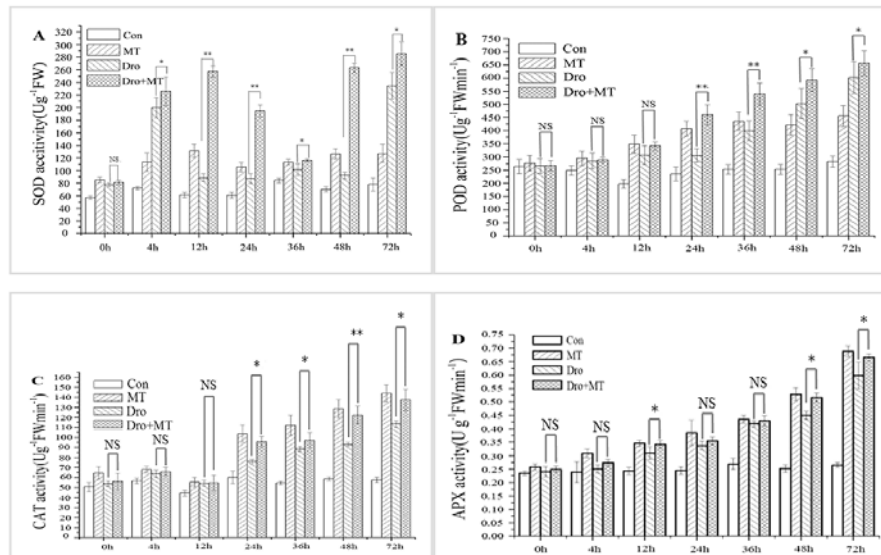 A
SOD accitivity(Ug⁻¹FW)
320
300
280
260
240
220
200
180
160
140
120
100
80
60
40
20
0
Con
MT
Dro
Dro+MT
NS
*
**
**
*
**
*
0h 4h 12h 24h 36h 48h 72h
B
POD activity(Ug⁻¹FWmin⁻¹)
750
700
650
600
550
500
450
400
350
300
250
200
150
100
50
0
Con
MT
Dro
Dro+MT
NS
NS
NS
**
**
*
*
0h 4h 12h 24h 36h 48h 72h
C
CAT activity(Ug⁻¹FWmin⁻¹)
160
150
140
130
120
110
100
90
80
70
60
50
40
30
20
10
0
Con
MT
Dro
Dro+MT
NS
NS
NS
*
*
**
*
0h 4h 12h 24h 36h 48h 72h
D
APX activity(U g⁻¹FWmin⁻¹)
0.75
0.70
0.65
0.60
0.55
0.50
0.45
0.40
0.35
0.30
0.25
0.20
0.15
0.10
0.05
0.00
Con
MT
Dro
Dro+MT
NS
NS
*
NS
NS
*
*
0h 4h 12h 24h 36h 48h 72h